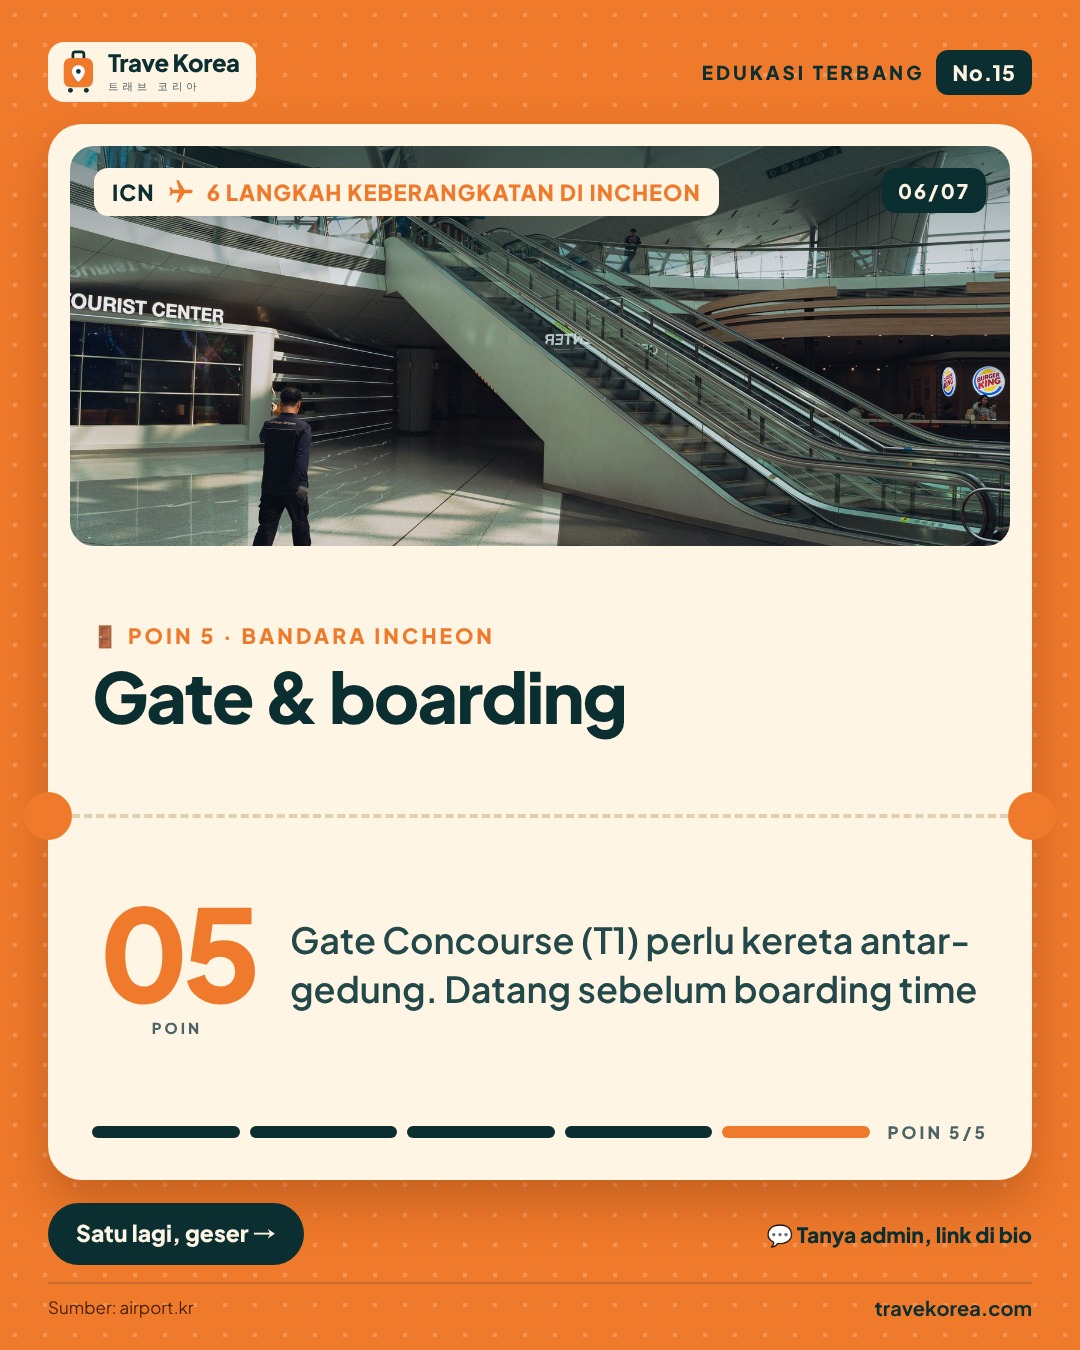 Trave Korea
트래브 코리아
EDUKASI TERBANG
No.15
ICN ✈ 6 LANGKAH KEBERANGKATAN DI INCHEON
06/07
OURIST CENTER
BURGER KING
🚪 POIN 5 · BANDARA INCHEON
Gate & boarding
05
POIN
Gate Concourse (T1) perlu kereta antar-
gedung. Datang sebelum boarding time
POIN 5/5
Satu lagi, geser →
💬 Tanya admin, link di bio
Sumber: airport.kr
travekorea.com